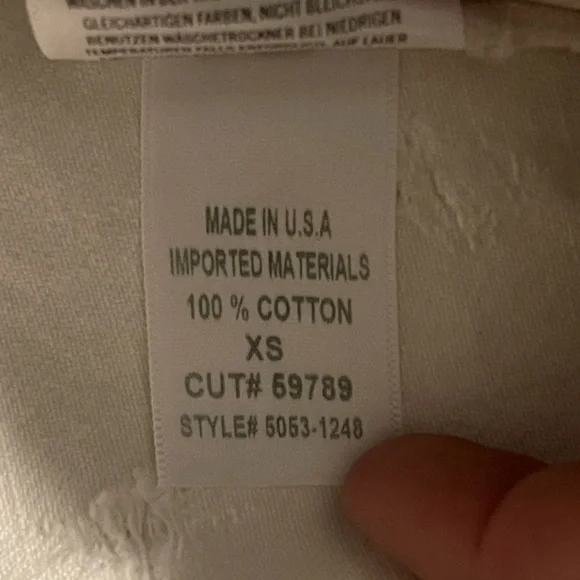 GLEICHARTIGEN FARBEN, NICHT
BENUTZEN WÄSCHETROCKNER BEI NIEDRIGEN
MADE IN U.S.A
IMPORTED MATERIALS
100 % COTTON
XS
CUT# 59789
STYLE# 5053-1248